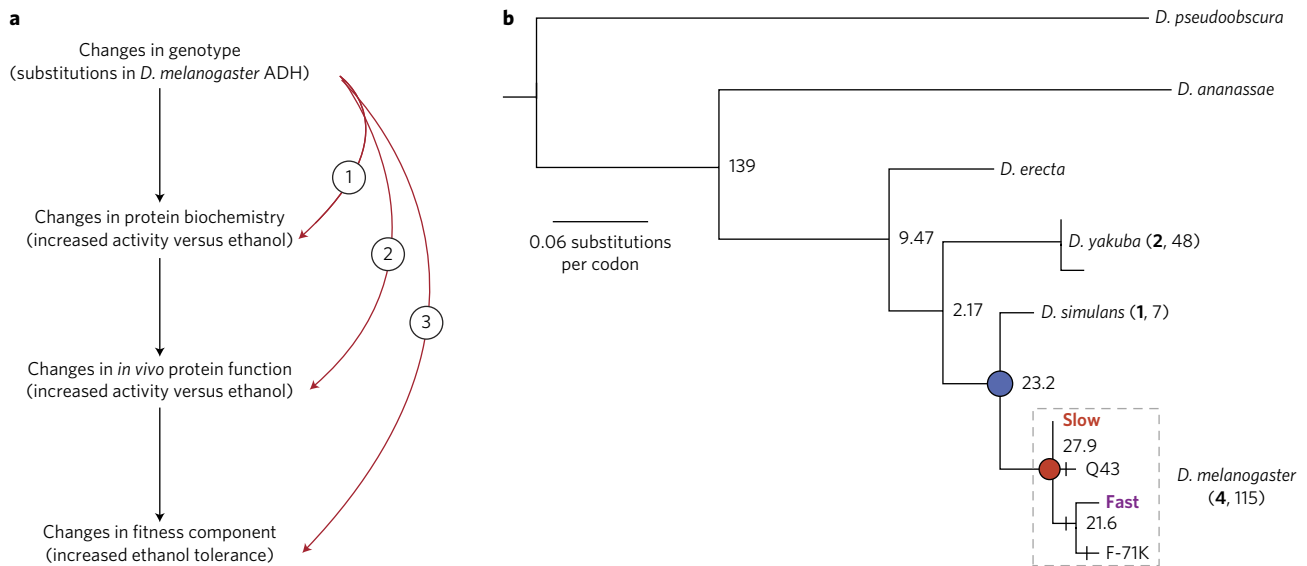 a
Changes in genotype
(substitutions in D. melanogaster ADH)
1
Changes in protein biochemistry
(increased activity versus ethanol)
2
3
Changes in in vivo protein function
(increased activity versus ethanol)
Changes in fitness component
(increased ethanol tolerance)
b
D. pseudoobscura
D. ananassae
139
D. erecta
0.06 substitutions
per codon
9.47
D. yakuba (2, 48)
2.17
D. simulans (1, 7)
23.2
Slow
27.9
Q43
Fast
21.6
F-71K
D. melanogaster
(4, 115)